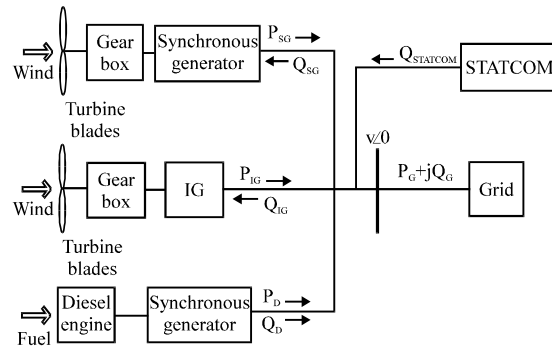 Wind
Turbine
blades
Gear
box
Synchronous
generator
P_SG
Q_SG
Q_STATCOM
STATCOM
Wind
Turbine
blades
Gear
box
IG
P_IG
Q_IG
v∠0
P_G+jQ_G
Grid
Fuel
Diesel
engine
Synchronous
generator
P_D
Q_D